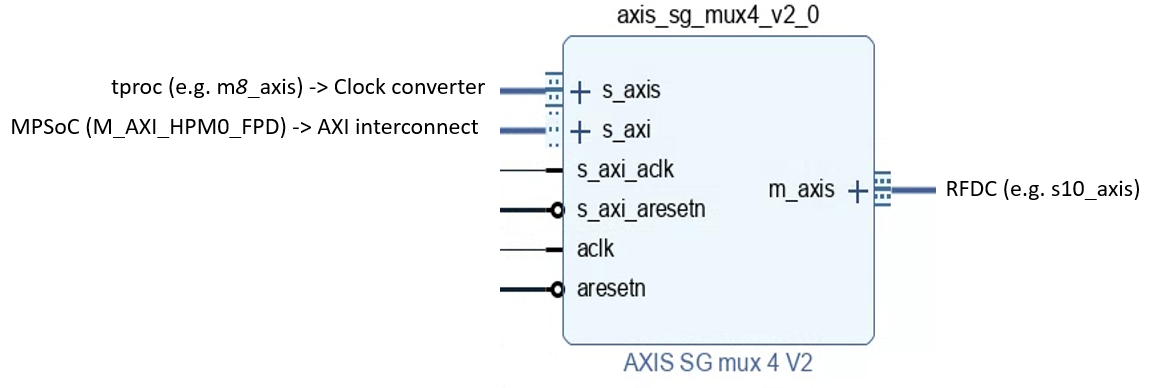 axis_sg_mux4_v2_0
tproc (e.g. m8_axis) -> Clock converter
s_axis
MPSoC (M_AXI_HPM0_FPD) -> AXI interconnect
s_axi
s_axi_aclk
m_axis
RFDC (e.g. s10_axis)
s_axi_aresetn
aclk
aresetn
AXIS SG mux 4 V2